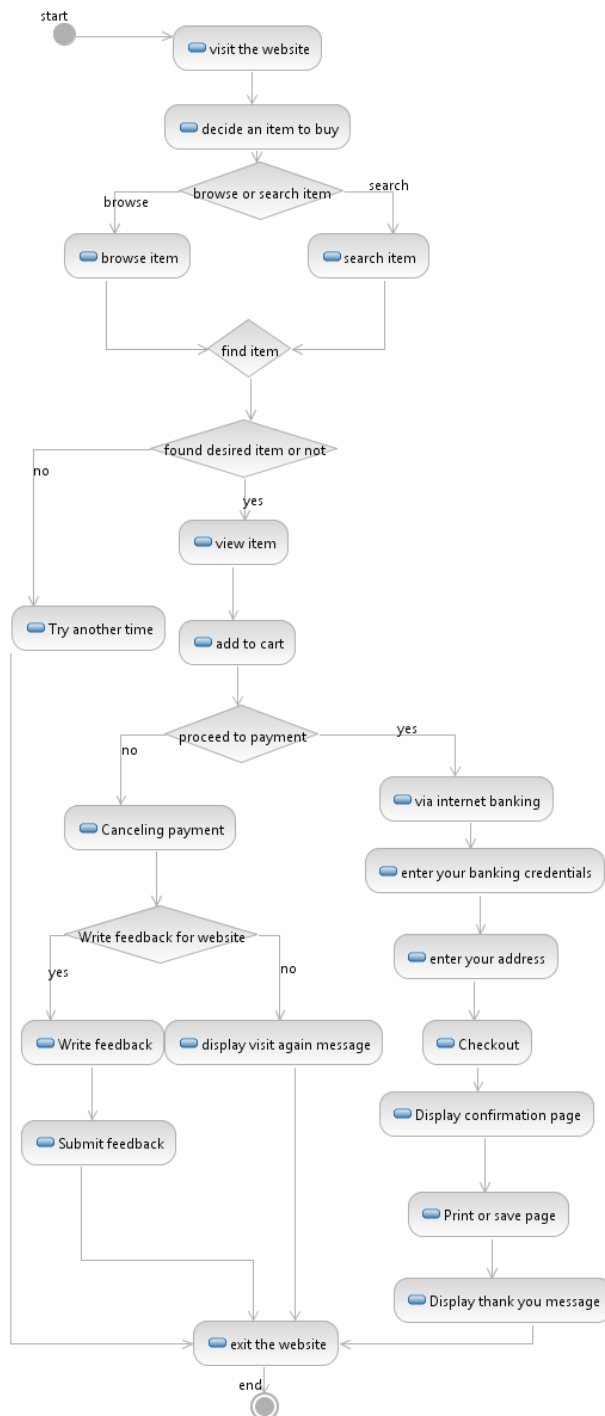 start
visit the website
decide an item to buy
browse or search item
browse
search
browse item
search item
find item
found desired item or not
no
yes
view item
Try another time
add to cart
proceed to payment
yes
no
via internet banking
Canceling payment
enter your banking credentials
Write feedback for website
yes
no
enter your address
Write feedback
display visit again message
Checkout
Display confirmation page
Submit feedback
Print or save page
Display thank you message
exit the website
end